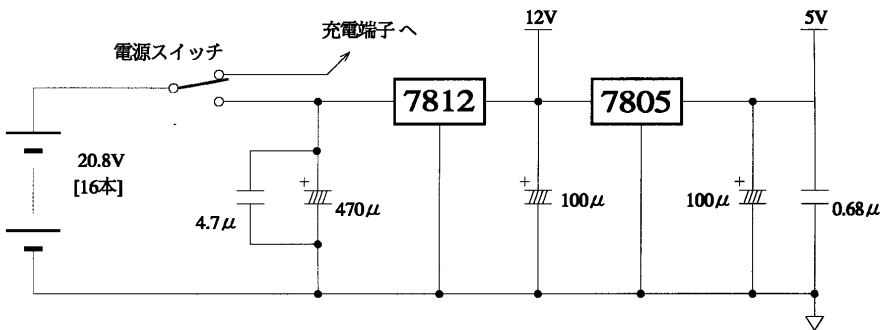 12V
5V
充電端子 へ
電源スイッチ
7812
7805
20.8V
[16本]
+
+
+
4.7μ
470μ
100μ
100μ
0.68μ